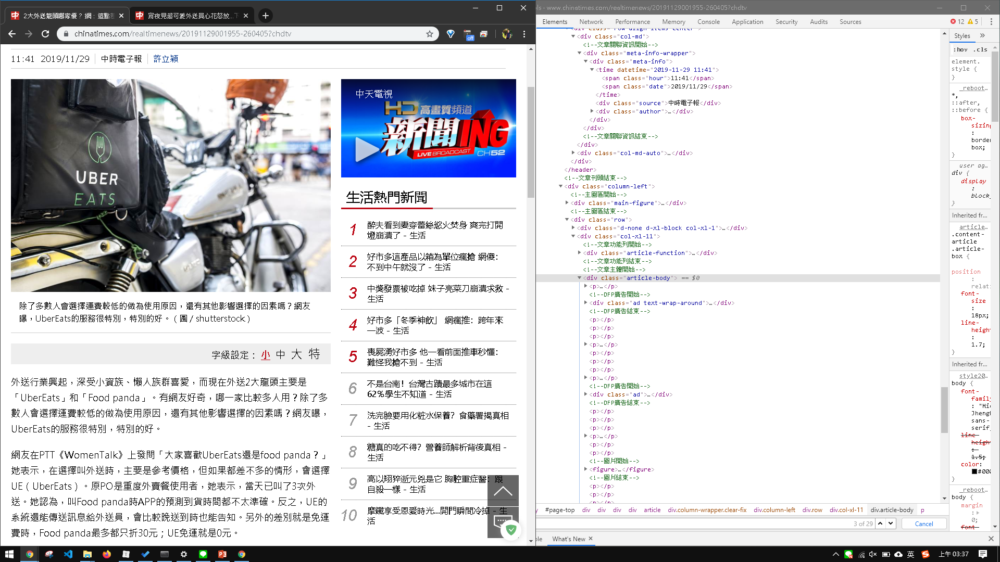 2大外送龍頭哪家優？ 網：這點差
宵夜見超可愛外送員心花怒放...下
chinatimes.com/realtimenews/20191129001955-260405?chdtv
off
11:41 2019/11/29 中時電子報 許立穎
UBER
EATS
除了多數人會選擇運費較低的做為使用原因，還有其他影響選擇的因素嗎？網友
曝，UberEats的服務很特別，特別的好。（圖／shutterstock）
字級設定： 小 中 大 特
外送行業興起，深受小資族、懶人族群喜愛，而現在外送2大龍頭主要是
「UberEats」和「Food panda」。有網友好奇，哪一家比較多人用？除了多
數人會選擇運費較低的做為使用原因，還有其他影響選擇的因素嗎？網友曝，
UberEats的服務很特別，特別的好。
網友在PTT《WomenTalk》上發問「大家喜歡UberEats還是food panda？」
她表示，在選擇叫外送時，主要是參考價格，但如果都差不多的情形，會選擇
UE（UberEats）。原PO是重度外賣餐使用者，她表示，當天已叫了3次外
送。她認為，叫Food panda時APP的預測到貨時間都不太準確。反之，UE的
系統還能傳送訊息給外送員，會比較晚送到時也能告知。另外的差別就是免運
費時，Food panda最多都只折30元；UE免運就是0元。
中天電視
HD 高畫質頻道
新聞ING
LIVE BROADCAST CH52
生活熱門新聞
1 醉夫看到妻穿蕾絲慾火焚身 爽完打開
燈崩潰了 - 生活
2 好市多這產品以箱為單位瘋搶 網傻：
不到中午就沒了 - 生活
3 中獎發票被吃掉 妹子亮菜刀崩潰求救 -
生活
4 好市多「冬季神飲」 網瘋推：跨年來
一波 - 生活
5 喪屍湧好市多 他一看前面推車秒懂：
難怪我搶不到 - 生活
6 不是台南！台灣古蹟最多城市在這
62%學生不知道 - 生活
7 洗完臉要用化粧水保養？食藥署揭真相
- 生活
8 糖真的吃不得？營養師解析背後真相 -
生活
9 高以翔猝逝元兇是它 胸腔重症醫：跟
自殺一樣 - 生活
10 摩鐵享受恩愛時光...開門瞬間冷掉 - 生
活
ols - www.chinatimes.com/realtimenews/20191129001955-260405?chdtv
Elements Network Performance Memory Console Application Security Audits Sources 12 5
<div class="row align-items-center">
<div class="col-md">
<!--文章關聯資訊開始-->
<div class="meta-info-wrapper">
<div class="meta-info">
<time datetime="2019-11-29 11:41">
<span class="hour">11:41</span>
<span class="date">2019/11/29</span>
</time>
<div class="source">中時電子報</div>
<div class="author">…</div>
</div>
</div>
<!--文章關聯資訊結束-->
</div>
<div class="col-md-auto">…</div>
</div>
</header>
<!--文章刊頭結束-->
<div class="column-left">
<!--主圖區開始-->
<div class="main-figure">…</div>
<!--主圖區結束-->
<div class="row">
<div class="d-none d-xl-block col-xl-1">…</div>
<div class="col-xl-11">
<!--文章功能列開始-->
<div class="article-function">…</div>
<!--文章功能列結束-->
<!--文章主體開始-->
<div class="article-body"> == $0
<p>…</p>
<!--DFP廣告開始-->
<div class="ad text-wrap-around">…</div>
<!--DFP廣告結束-->
<p></p>
<p></p>
<p></p>
<p>…</p>
<p></p>
<p></p>
<p></p>
<p>…</p>
<!--DFP廣告開始-->
<div class="ad">…</div>
<!--DFP廣告結束-->
<p></p>
<p></p>
<p></p>
<p>…</p>
<p></p>
<p></p>
<!--圖片開始-->
<figure>…</figure>
<!--圖片結束-->
<p></p>
<p></p>
<p></p>
y #page-top div div div div article div.column-wrapper.clear-fix div.column-left div.row div.col-xl-11 div.article-body p
3 of 29 Cancel
ole What's New
Styles
:hov .cls
element.
style {
}
_reboot…
*,
::after,
::before {
box-
sizing
:
border
box;
}
user ag…
div {
display
:
block;
}
Inherited fr…
article…
.content-
article
.article-
box {
position
:
relati
font-
size
:
18px;
line-
height
:
1.7;
}
Inherited fr…
style20…
body {
font-
family
: "Mic
Jhengh
sans-
serif;
line-
height
:
1.5;
color:
#000
}
_reboot…
body {
margin
:
0;
font-
英 上午 03:37